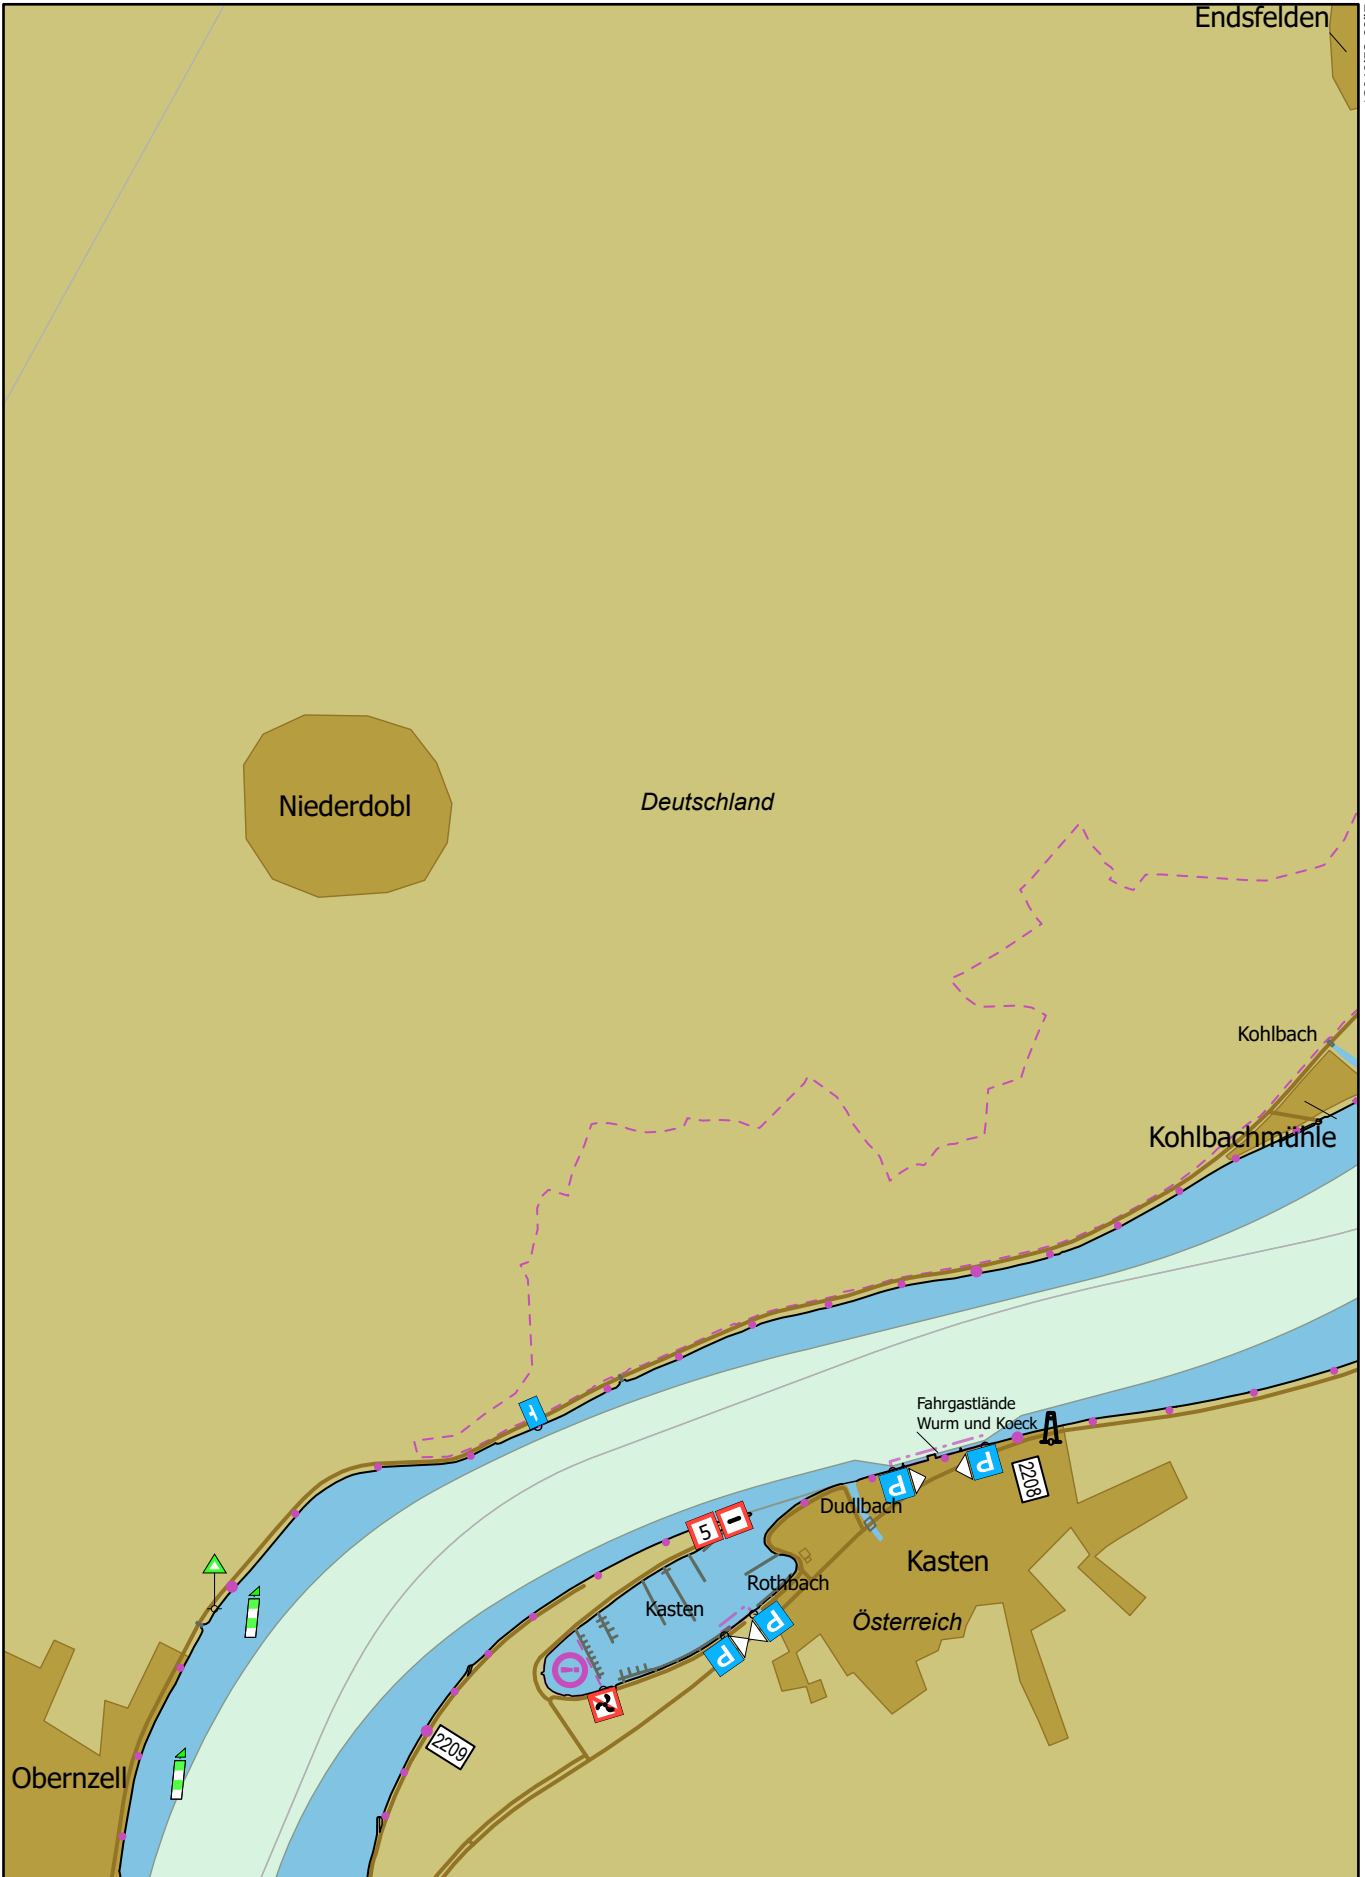 Endsfelden
Niederdobl
Deutschland
Kohlbach
Kohlbachmühle
Fahrgastlände
Wurm und Koeck
P
P
2208
5
Dudlbach
Kasten
Rothbach
Kasten
Österreich
P
P
2209
Obernzell